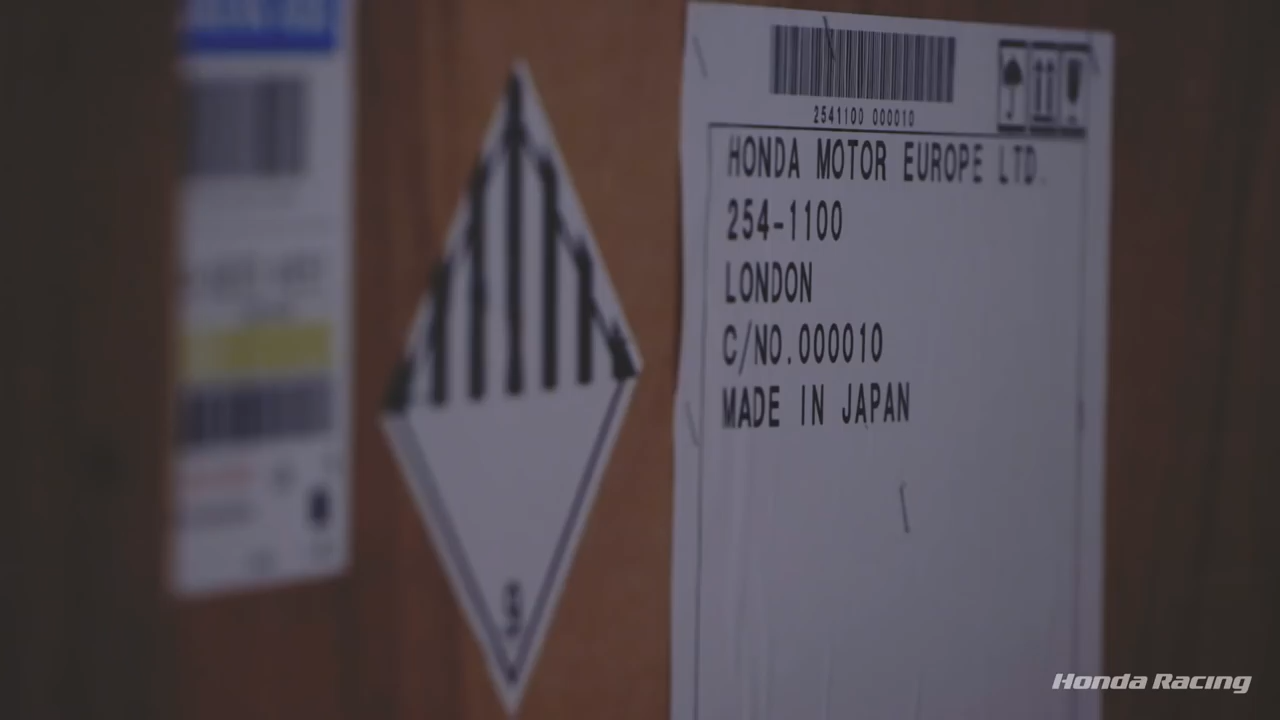 2541100 000010
HONDA MOTOR EUROPE LTD.
254-1100
LONDON
C/NO.000010
MADE IN JAPAN
9
Honda Racing